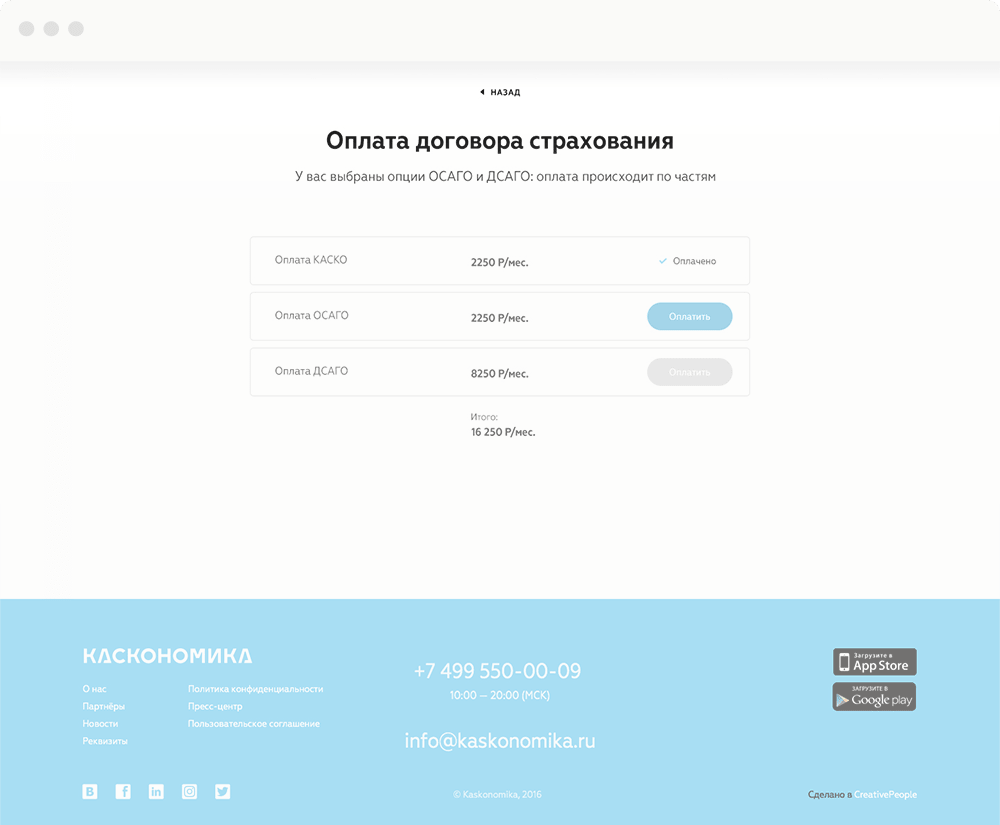 НАЗАД
Оплата договора страхования
У вас выбраны опции ОСАГО и ДСАГО: оплата происходит по частям
Оплата КАСКО 2250 Р/мес. Оплачено
Оплата ОСАГО 2250 Р/мес. Оплатить
Оплата ДСАГО 8250 Р/мес. Оплатить
Итого:
16 250 Р/мес.
КАСКОНОМИКА
О нас
Партнёры
Новости
Реквизиты
Политика конфиденциальности
Пресс-центр
Пользовательское соглашение
+7 499 550-00-09
10:00 — 20:00 (МСК)
info@kaskonomika.ru
© Kaskonomika, 2016
Загрузите в
App Store
ЗАГРУЗИТЕ В
Google play
Сделано в CreativePeople